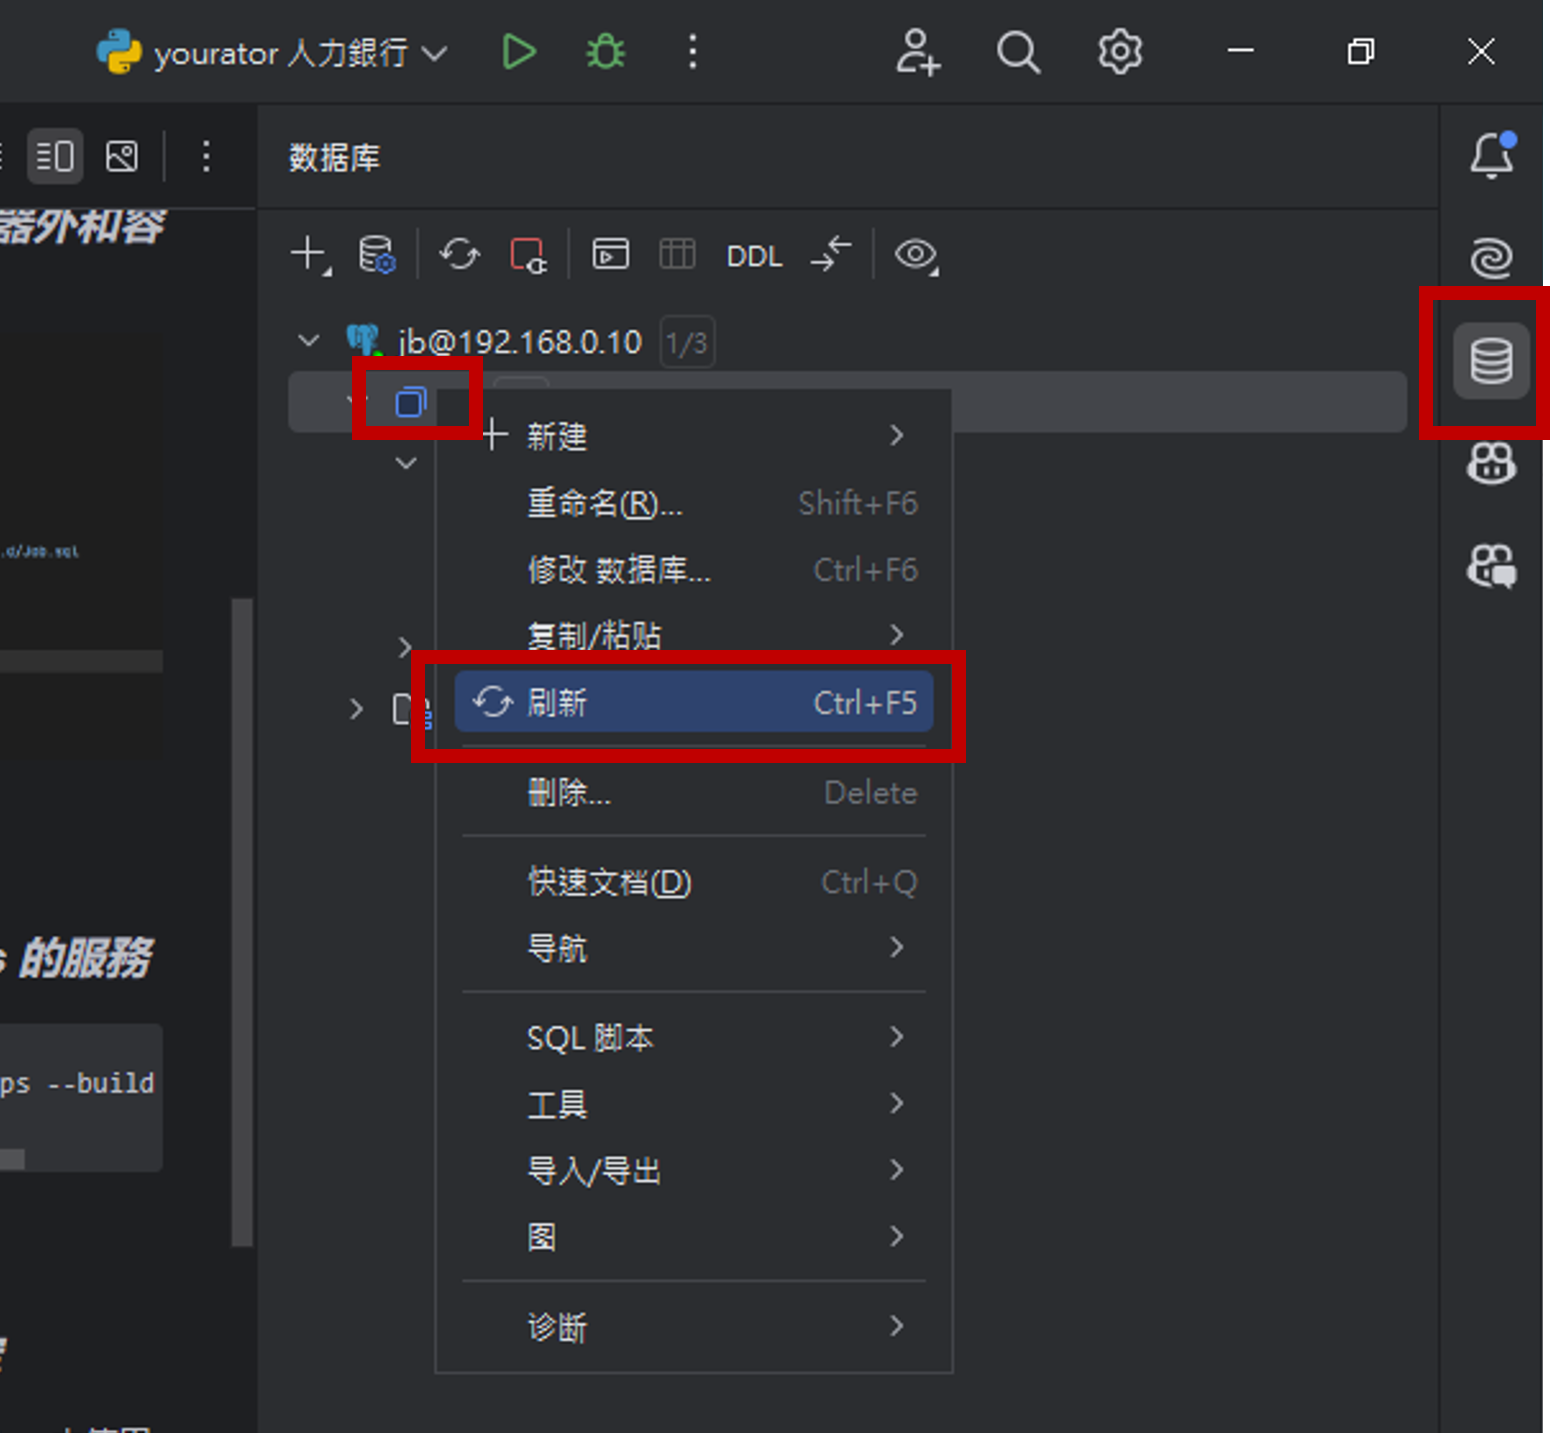 yourator 人力銀行
数据库
器外和容
DDL
jb@192.168.0.10 1/3
新建
重命名(R)... Shift+F6
修改 数据库... Ctrl+F6
.d/Job.sql
复制/粘贴
刷新 Ctrl+F5
删除... Delete
快速文档(D) Ctrl+Q
的服務
导航
SQL 脚本
ps --build
工具
导入/导出
图
诊断